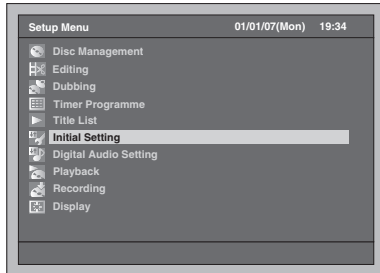 Setup Menu 01/01/07(Mon) 19:34
Disc Management
Editing
Dubbing
Timer Programme
Title List
Initial Setting
Digital Audio Setting
Playback
Recording
Display